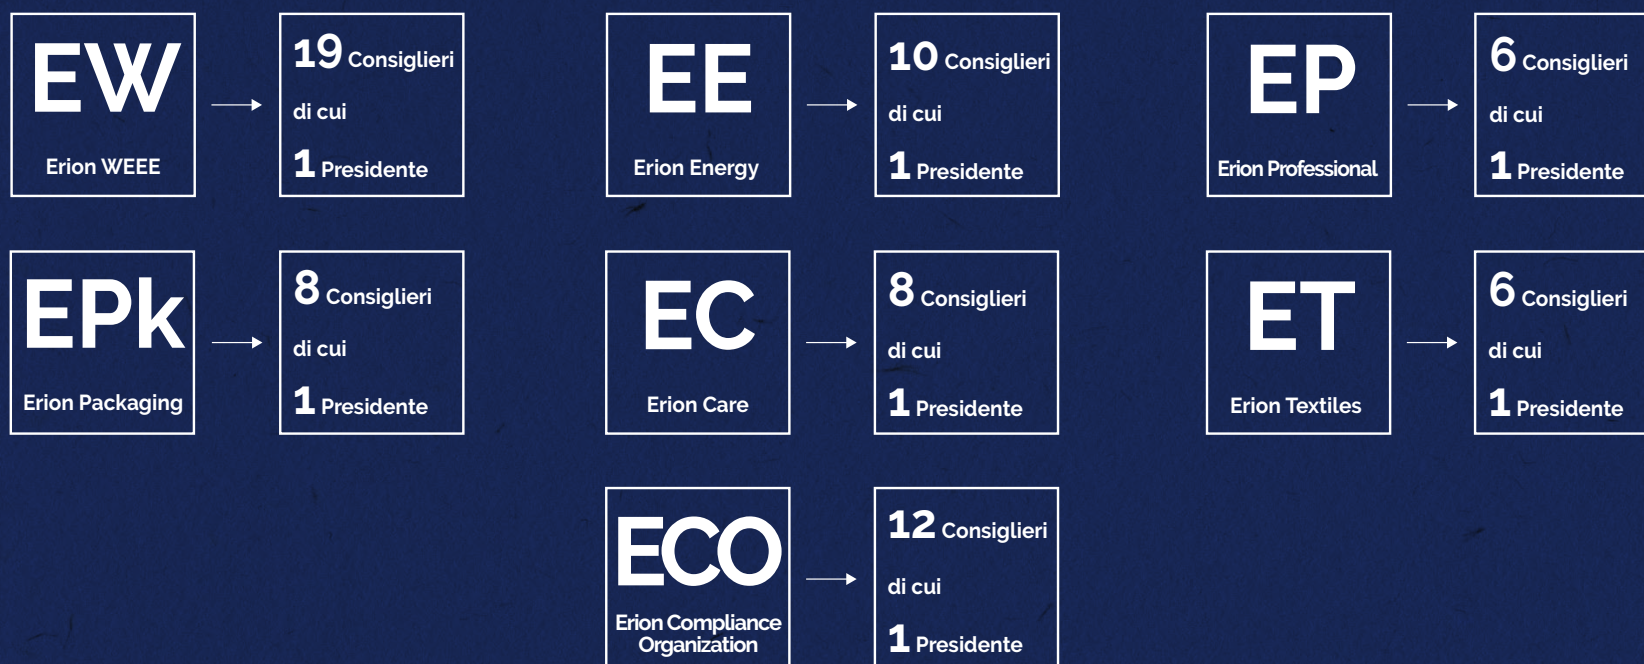 EW
Erion WEEE
19 Consiglieri
di cui
1 Presidente
EE
Erion Energy
10 Consiglieri
di cui
1 Presidente
EP
Erion Professional
6 Consiglieri
di cui
1 Presidente
EPk
Erion Packaging
8 Consiglieri
di cui
1 Presidente
EC
Erion Care
8 Consiglieri
di cui
1 Presidente
ET
Erion Textiles
6 Consiglieri
di cui
1 Presidente
ECO
Erion Compliance
Organization
12 Consiglieri
di cui
1 Presidente